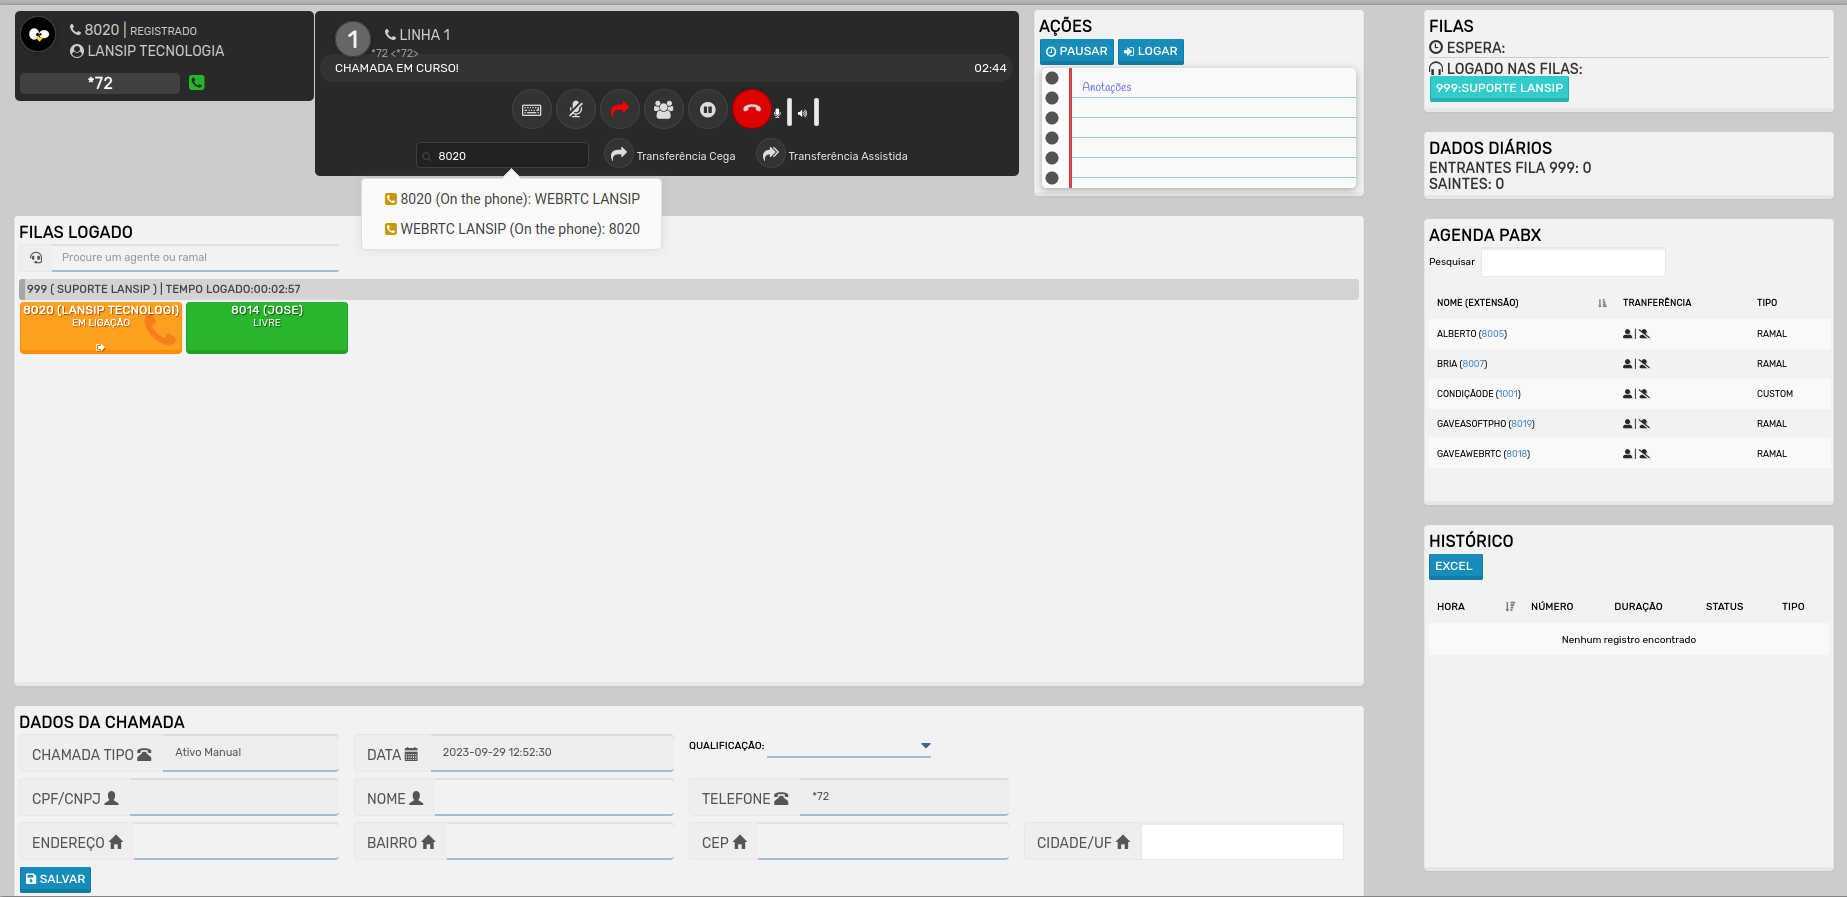 8020 | REGISTRADO
LANSIP TECNOLOGIA
*72
1
LINHA 1
*72 <*72>
CHAMADA EM CURSO!
02:44
8020
Transferência Cega
Transferência Assistida
8020 (On the phone): WEBRTC LANSIP
WEBRTC LANSIP (On the phone): 8020
AÇÕES
PAUSAR
LOGAR
Anotações
FILAS LOGADO
Procure um agente ou ramal
999 ( SUPORTE LANSIP ) | TEMPO LOGADO:00:02:57
8020 (LANSIP TECNOLOGI)
EM LIGAÇÃO
8014 (JOSE)
LIVRE
DADOS DA CHAMADA
CHAMADA TIPO
Ativo Manual
DATA
2023-09-29 12:52:30
QUALIFICAÇÃO:
CPF/CNPJ
NOME
TELEFONE
*72
ENDEREÇO
BAIRRO
CEP
CIDADE/UF
SALVAR
FILAS
ESPERA:
LOGADO NAS FILAS:
999:SUPORTE LANSIP
DADOS DIÁRIOS
ENTRANTES FILA 999: 0
SAINTES: 0
AGENDA PABX
Pesquisar
NOME (EXTENSÃO) TRANFERÊNCIA TIPO
ALBERTO (8005) | RAMAL
BRIA (8007) | RAMAL
CONDIÇÃODE (1001) | CUSTOM
GAVEASOFTPHO (8019) | RAMAL
GAVEAWEBRTC (8018) | RAMAL
HISTÓRICO
EXCEL
HORA NÚMERO DURAÇÃO STATUS TIPO
Nenhum registro encontrado